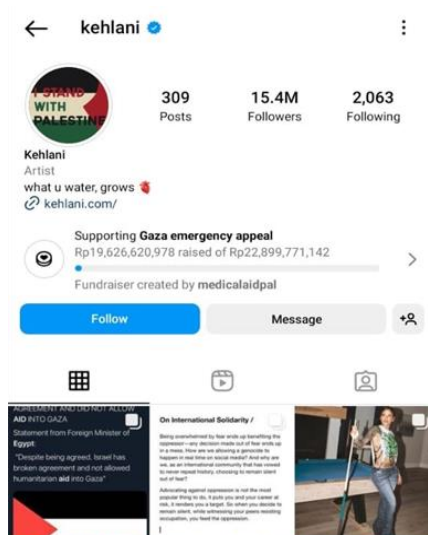 kehlani
I STAND
WITH
PALESTINE
309
Posts
15.4M
Followers
2,063
Following
Kehlani
Artist
what u water, grows 🫀
kehlani.com/
Supporting Gaza emergency appeal
Rp19,626,620,978 raised of Rp22,899,771,142
Fundraiser created by medicalaidpal
Follow
Message
AGREEMENT AND DID NOT ALLOW
AID INTO GAZA
Statement from Foreign Minister of
Egypt:
"Despite being agreed, Israel has
broken agreement and not allowed
humanitarian aid into Gaza"
On International Solidarity /
Being overwhelmed by fear ends up benefiting the
oppressor—any decision made out of fear ends up
in a mess. How are we allowing a genocide to
happen in real time on social media? And why are
we, as an international community that has vowed
to never repeat history, choosing to remain silent
out of fear?
Advocating against oppression is not the most
popular thing to do, it puts you and your career at
risk, it renders you a target. So when you decide to
remain silent, while witnessing your peers resisting
occupation, you feed the oppression.